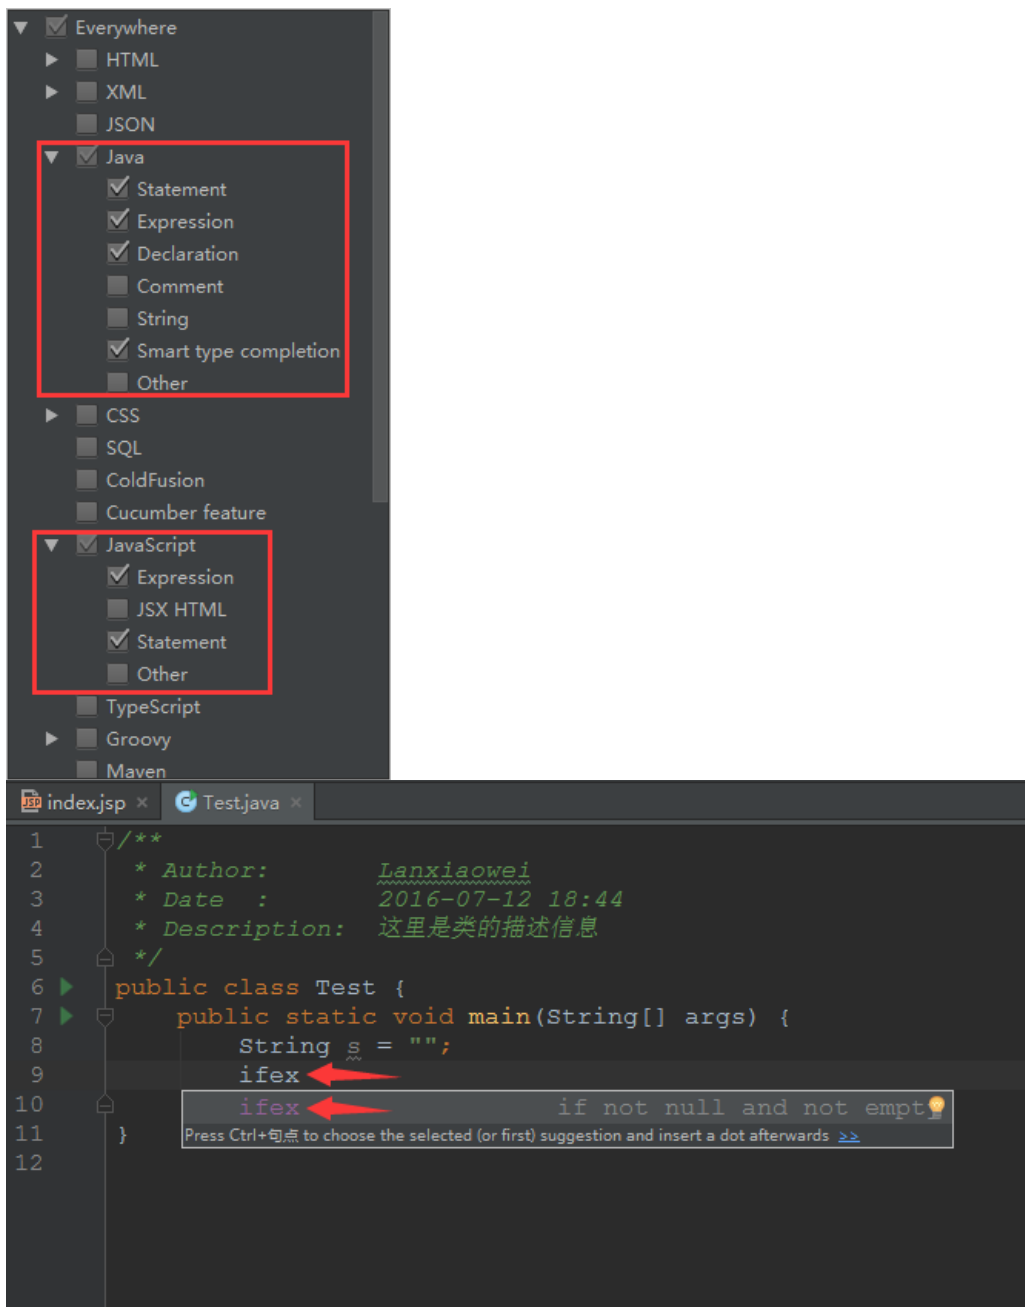 Everywhere
HTML
XML
JSON
Java
Statement
Expression
Declaration
Comment
String
Smart type completion
Other
CSS
SQL
ColdFusion
Cucumber feature
JavaScript
Expression
JSX HTML
Statement
Other
TypeScript
Groovy
Maven
index.jsp × Test.java ×
1 /**
2 * Author: Lanxiaowei
3 * Date : 2016-07-12 18:44
4 * Description: 这里是类的描述信息
5 */
6 public class Test {
7 public static void main(String[] args) {
8 String s = "";
9 ifex
10 ifex if not null and not empt
11 } Press Ctrl+句点 to choose the selected (or first) suggestion and insert a dot afterwards >>
12